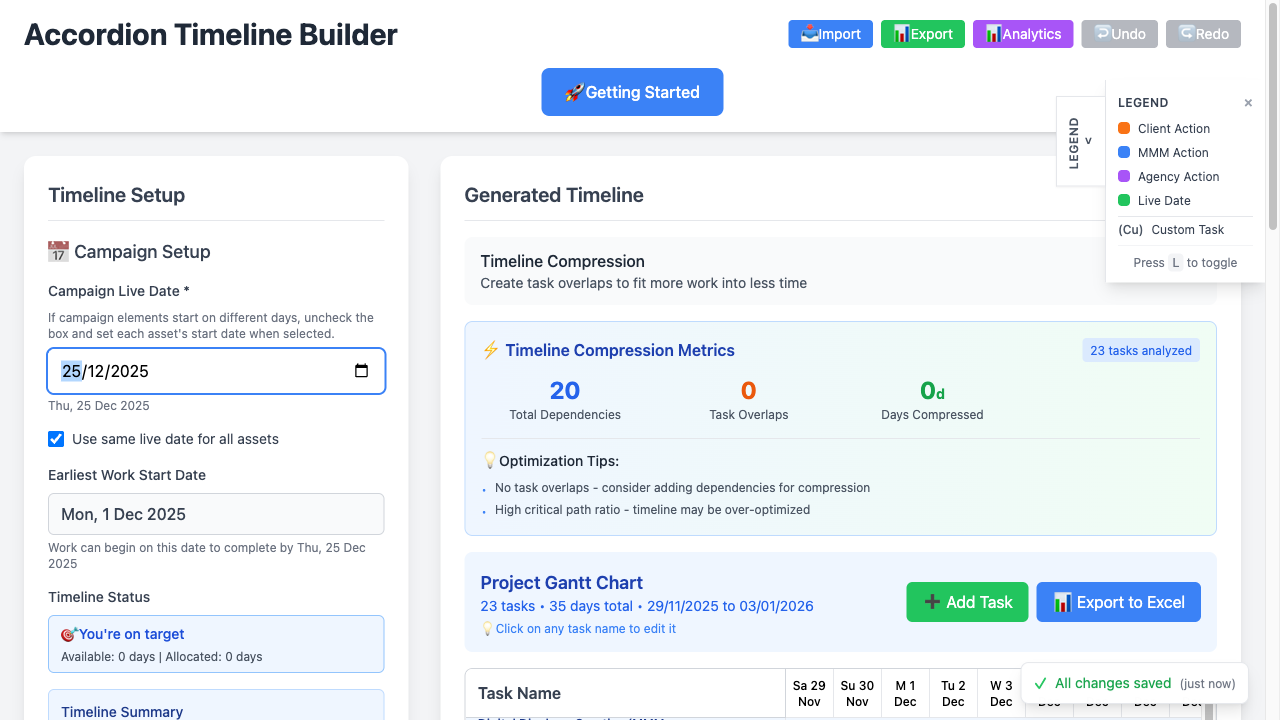 Accordion Timeline Builder
📥Import
📊Export
📊Analytics
↩️Undo
↪️Redo
🚀Getting Started
LEGEND
v
LEGEND
×
Client Action
MMM Action
Agency Action
Live Date
(Cu) Custom Task
Press L to toggle
Timeline Setup
📅 Campaign Setup
Campaign Live Date *
If campaign elements start on different days, uncheck the
box and set each asset's start date when selected.
25/12/2025
Thu, 25 Dec 2025
Use same live date for all assets
Earliest Work Start Date
Mon, 1 Dec 2025
Work can begin on this date to complete by Thu, 25 Dec
2025
Timeline Status
🎯You're on target
Available: 0 days | Allocated: 0 days
Timeline Summary
Generated Timeline
Timeline Compression
Create task overlaps to fit more work into less time
⚡ Timeline Compression Metrics
23 tasks analyzed
20
Total Dependencies
0
Task Overlaps
0d
Days Compressed
💡Optimization Tips:
• No task overlaps - consider adding dependencies for compression
• High critical path ratio - timeline may be over-optimized
Project Gantt Chart
23 tasks • 35 days total • 29/11/2025 to 03/01/2026
💡Click on any task name to edit it
➕ Add Task
📊 Export to Excel
Task Name
Sa 29
Nov
Su 30
Nov
M 1
Dec
Tu 2
Dec
W 3
Dec
✓ All changes saved (just now)